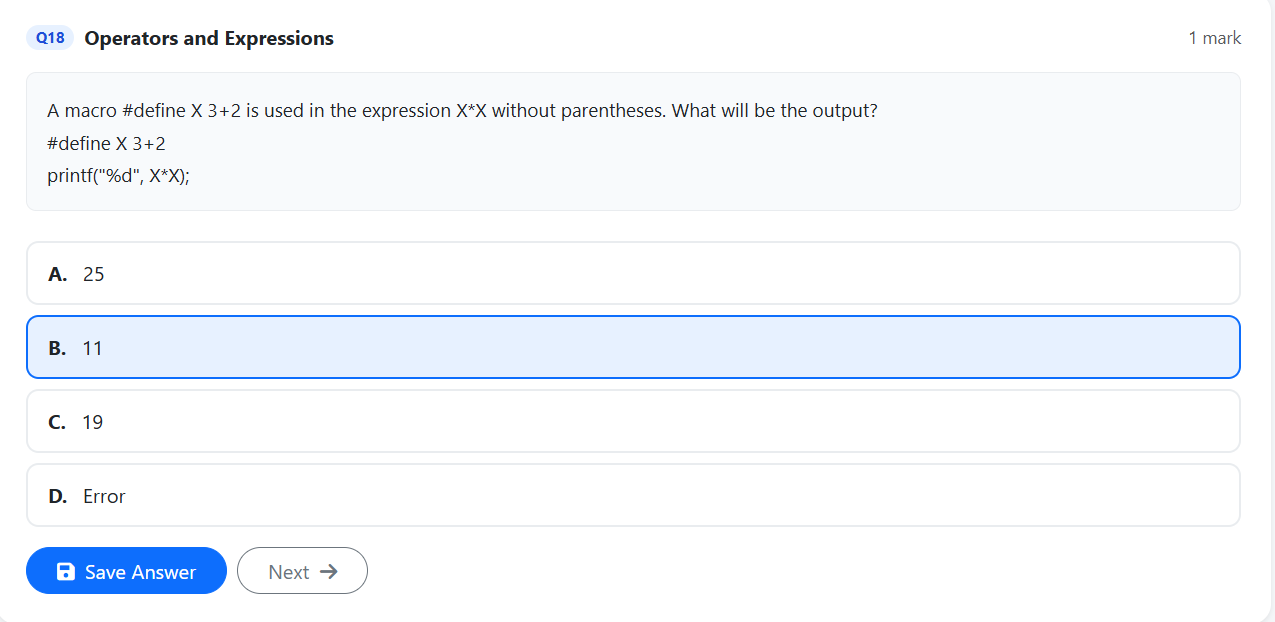 Q18 Operators and Expressions 1 mark
A macro #define X 3+2 is used in the expression X*X without parentheses. What will be the output?
#define X 3+2
printf("%d", X*X);
A. 25
B. 11
C. 19
D. Error
Save Answer Next →